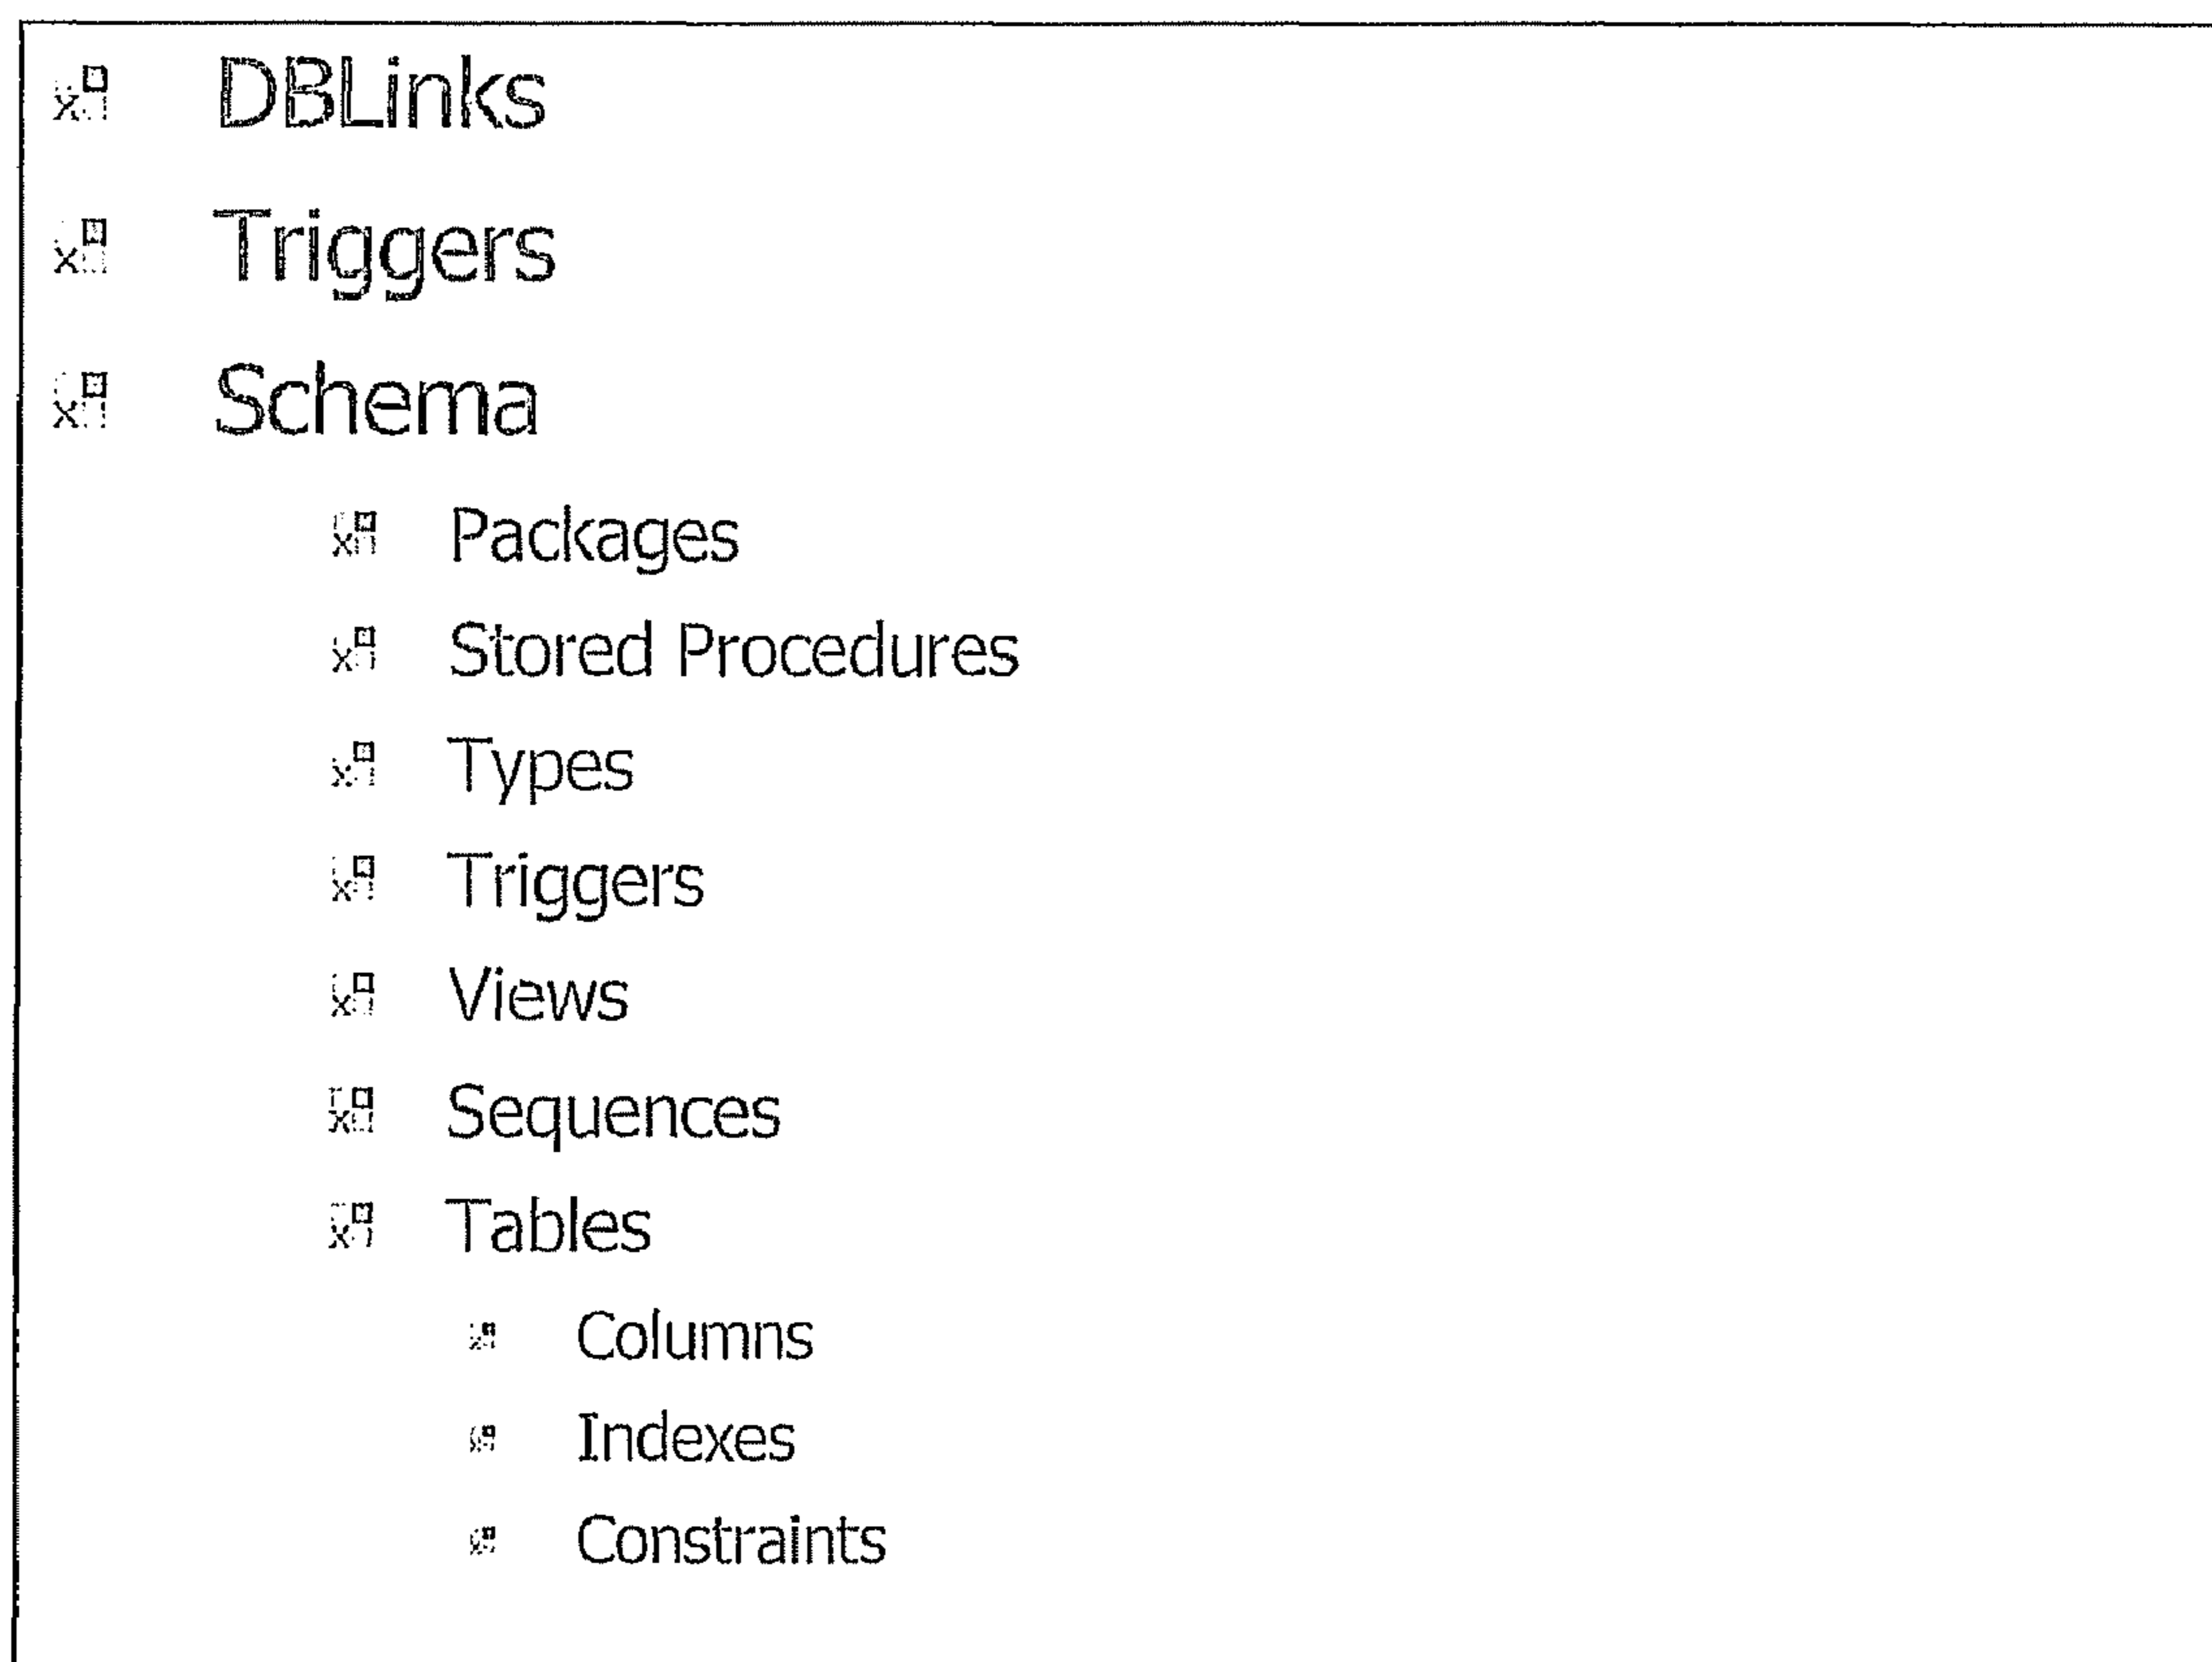 DBLinks
Triggers
Schema
Packages
Stored Procedures
Types
Triggers
Views
Sequences
Tables
Columns
Indexes
Constraints